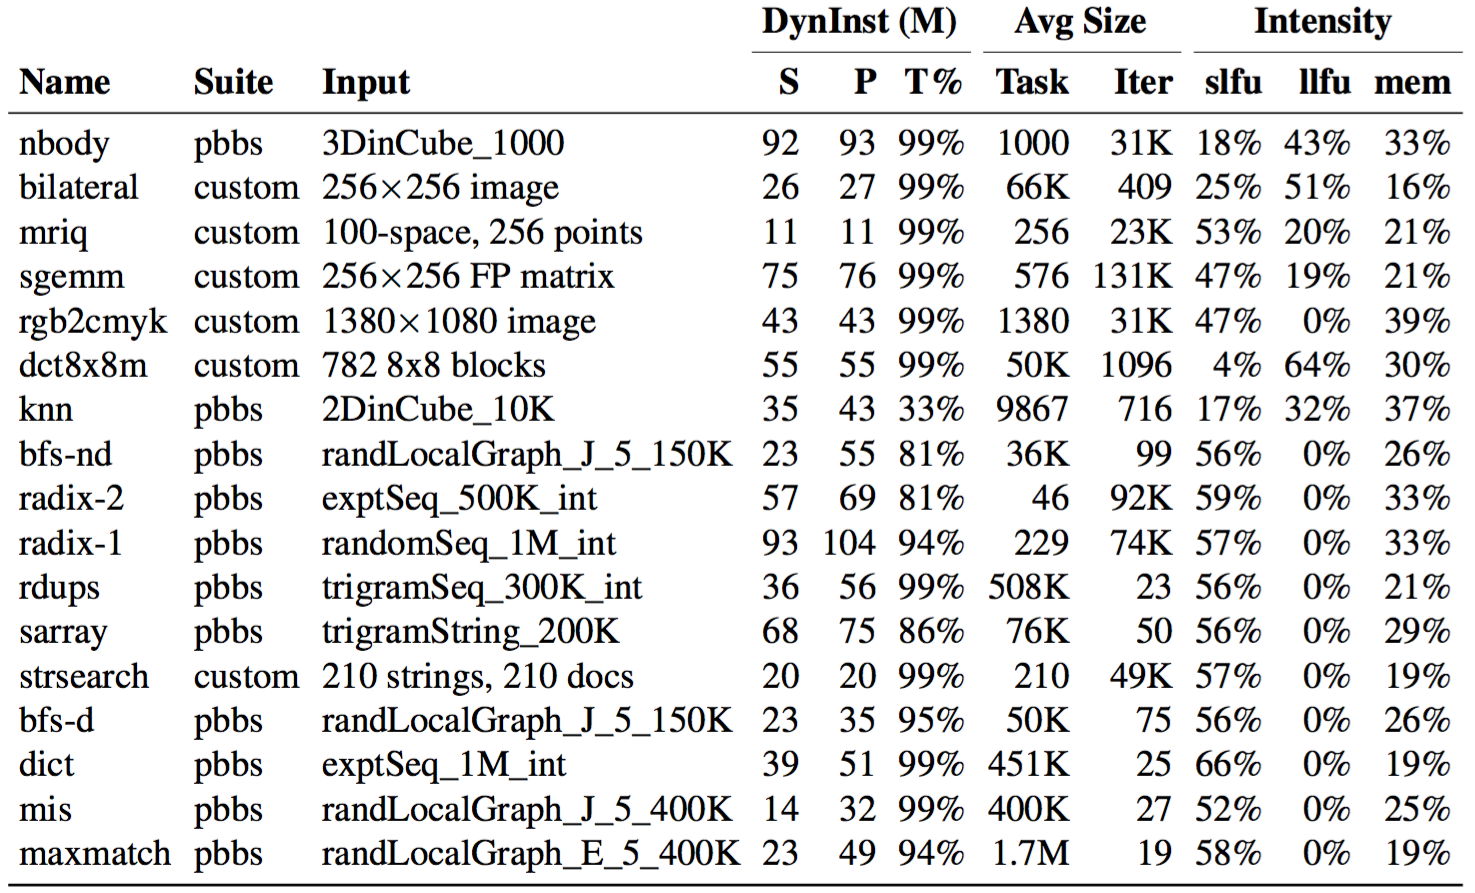 DynInst (M) Avg Size Intensity
Name Suite Input S P T% Task Iter slfu llfu mem
nbody pbbs 3DinCube_1000 92 93 99% 1000 31K 18% 43% 33%
bilateral custom 256×256 image 26 27 99% 66K 409 25% 51% 16%
mriq custom 100-space, 256 points 11 11 99% 256 23K 53% 20% 21%
sgemm custom 256×256 FP matrix 75 76 99% 576 131K 47% 19% 21%
rgb2cmyk custom 1380×1080 image 43 43 99% 1380 31K 47% 0% 39%
dct8x8m custom 782 8x8 blocks 55 55 99% 50K 1096 4% 64% 30%
knn pbbs 2DinCube_10K 35 43 33% 9867 716 17% 32% 37%
bfs-nd pbbs randLocalGraph_J_5_150K 23 55 81% 36K 99 56% 0% 26%
radix-2 pbbs exptSeq_500K_int 57 69 81% 46 92K 59% 0% 33%
radix-1 pbbs randomSeq_1M_int 93 104 94% 229 74K 57% 0% 33%
rdups pbbs trigramSeq_300K_int 36 56 99% 508K 23 56% 0% 21%
sarray pbbs trigramString_200K 68 75 86% 76K 50 56% 0% 29%
strsearch custom 210 strings, 210 docs 20 20 99% 210 49K 57% 0% 19%
bfs-d pbbs randLocalGraph_J_5_150K 23 35 95% 50K 75 56% 0% 26%
dict pbbs exptSeq_1M_int 39 51 99% 451K 25 66% 0% 19%
mis pbbs randLocalGraph_J_5_400K 14 32 99% 400K 27 52% 0% 25%
maxmatch pbbs randLocalGraph_E_5_400K 23 49 94% 1.7M 19 58% 0% 19%